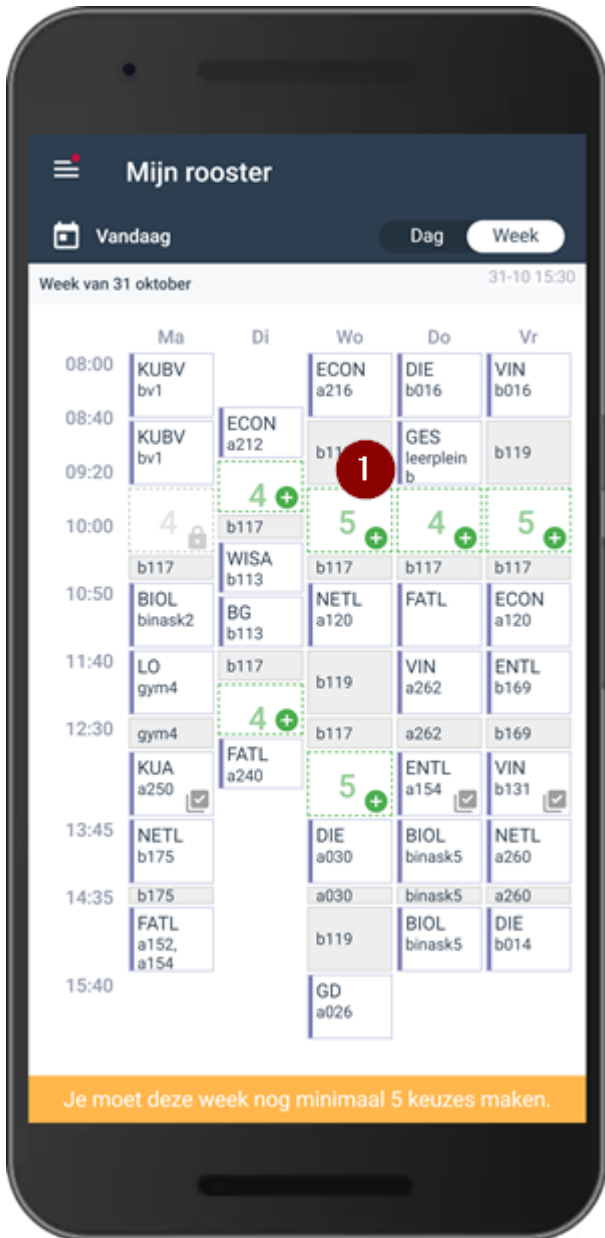 Mijn rooster
Vandaag
Dag Week
Week van 31 oktober
31-10 15:30
Ma Di Wo Do Vr
08:00
08:40
09:20
10:00
10:50
11:40
12:30
13:45
14:35
15:40
KUBV
bv1
KUBV
bv1
4
b117
BIOL
binask2
LO
gym4
gym4
KUA
a250
NETL
b175
b175
FATL
a152,
a154
ECON
a212
4
b117
WISA
b113
BG
b113
b117
4
FATL
a240
ECON
a216
1
5
b117
NETL
a120
b119
b117
5
DIE
a030
a030
b119
GD
a026
DIE
b016
GES
leerplein
b
4
b117
FATL
VIN
a262
a262
ENTL
a154
BIOL
binask5
binask5
BIOL
binask5
VIN
b016
b119
5
b117
ECON
a120
ENTL
b169
b169
VIN
b131
NETL
a260
a260
DIE
b014
Je moet deze week nog minimaal 5 keuzes maken.